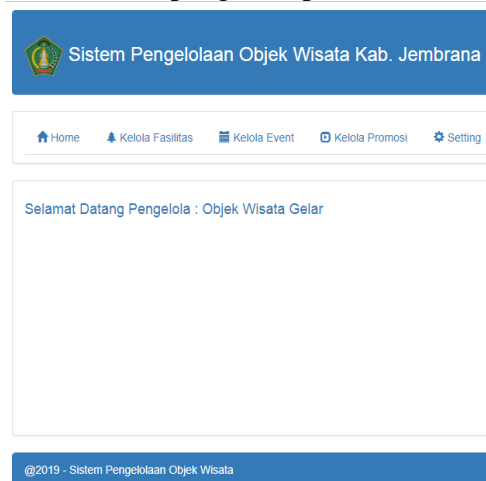 Sistem Pengelolaan Objek Wisata Kab. Jembrana
Home Kelola Fasilitas Kelola Event Kelola Promosi Setting
Selamat Datang Pengelola : Objek Wisata Gelar
@2019 - Sistem Pengelolaan Objek Wisata